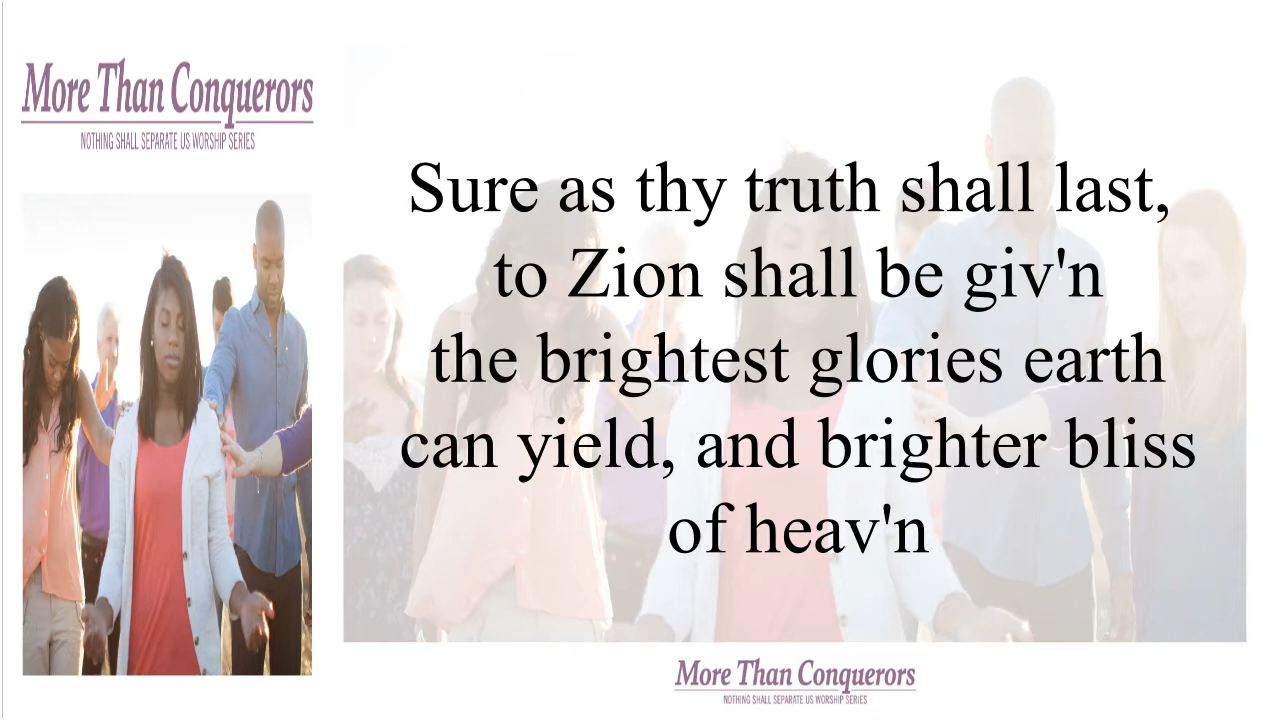 More Than Conquerors
NOTHING SHALL SEPARATE US WORSHIP SERIES
Sure as thy truth shall last,
to Zion shall be giv'n
the brightest glories earth
can yield, and brighter bliss
of heav'n
More Than Conquerors
NOTHING SHALL SEPARATE US WORSHIP SERIES